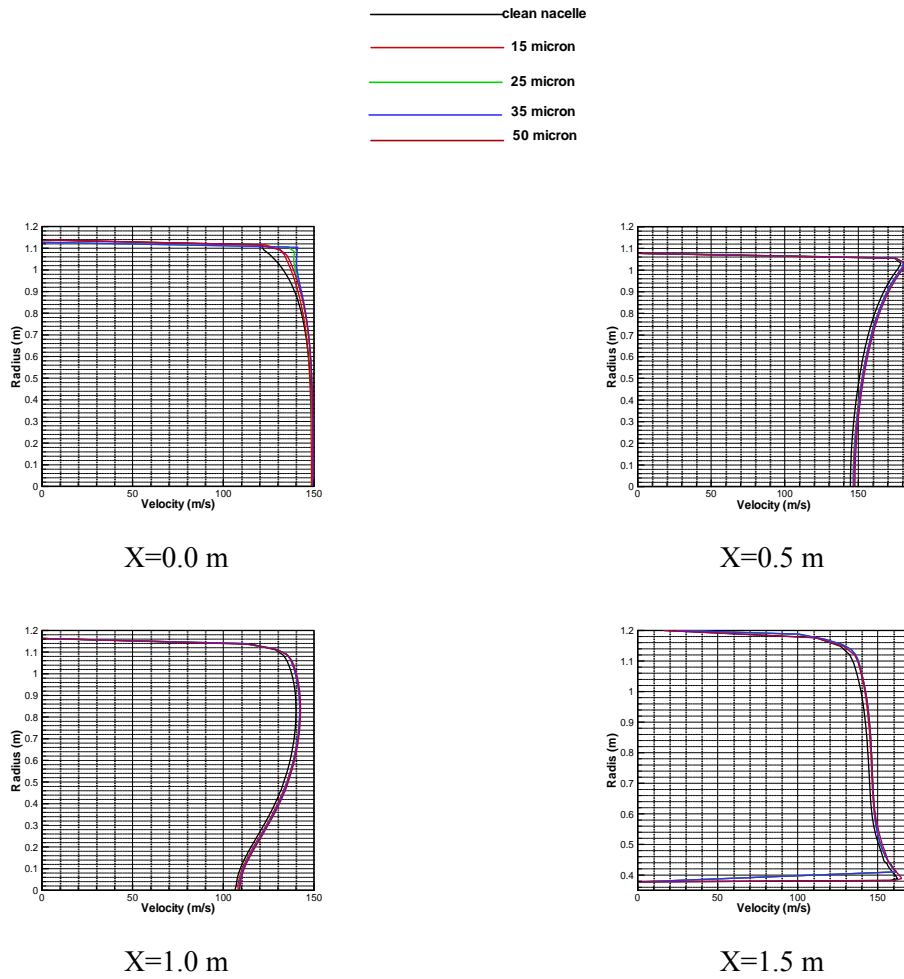 clean nacelle
15 micron
25 micron
35 micron
50 micron
1.2
1.1
1
0.9
0.8
0.7
0.6
0.5
0.4
0.3
0.2
0.1
0
Radius (m)
0 50 100 150
Velocity (m/s)
X=0.0 m
1.2
1.1
1
0.9
0.8
0.7
0.6
0.5
0.4
0.3
0.2
0.1
0
Radius (m)
0 50 100 150
Velocity (m/s)
X=0.5 m
1.2
1.1
1
0.9
0.8
0.7
0.6
0.5
0.4
0.3
0.2
0.1
0
Radius (m)
0 50 100 150
Velocity (m/s)
X=1.0 m
1.2
1.1
1
0.9
0.8
0.7
0.6
0.5
0.4
Radis (m)
0 50 100 150
Velocity (m/s)
X=1.5 m